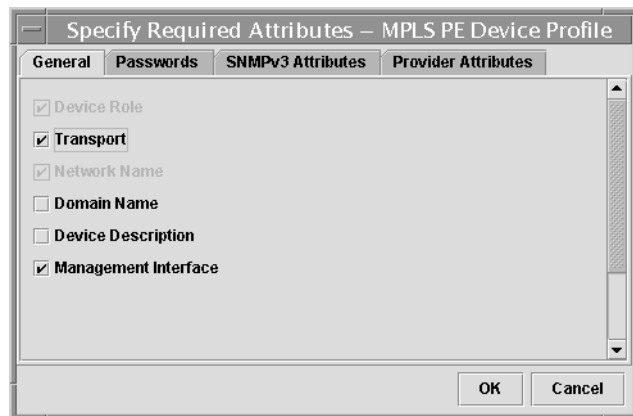 Specify Required Attributes – MPLS PE Device Profile
General Passwords SNMPv3 Attributes Provider Attributes
Device Role
Transport
Network Name
Domain Name
Device Description
Management Interface
OK Cancel